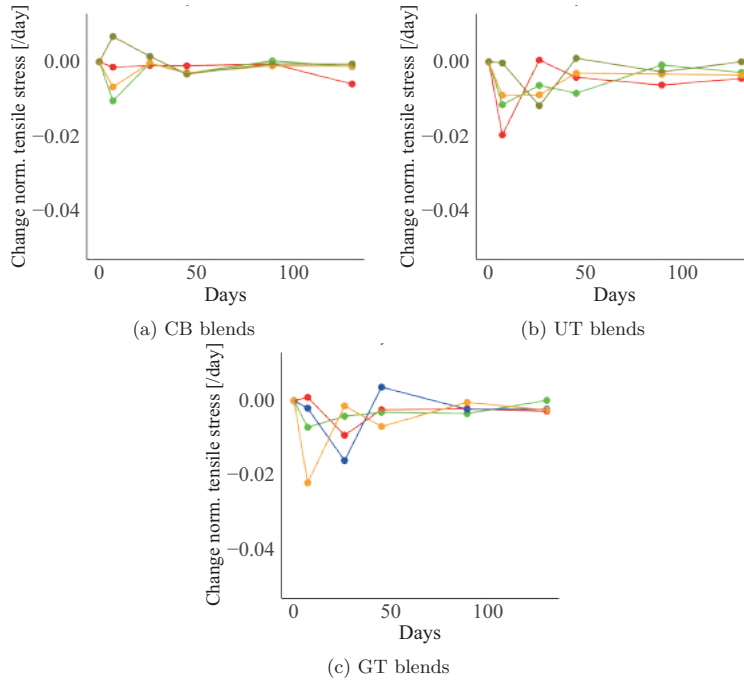 Change norm. tensile stress [/day]
0.00
−0.02
−0.04
0
50
100
Days
(a) CB blends
Change norm. tensile stress [/day]
0.00
−0.02
−0.04
0
50
100
Days
(b) UT blends
Change norm. tensile stress [/day]
0.00
−0.02
−0.04
0
50
100
Days
(c) GT blends